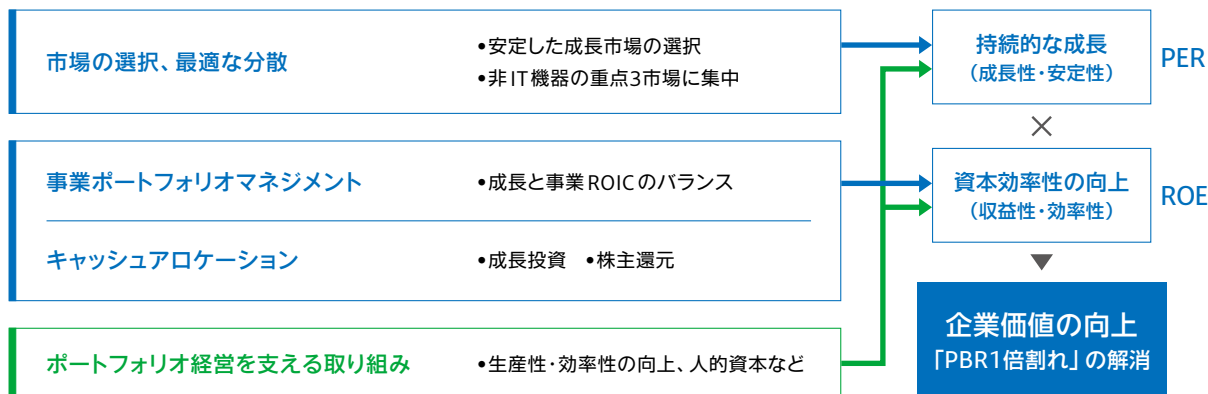 市場の選択、最適な分散
•安定した成長市場の選択
•非IT機器の重点3市場に集中
事業ポートフォリオマネジメント
•成長と事業ROICのバランス
キャッシュアロケーション
•成長投資 •株主還元
ポートフォリオ経営を支える取り組み
•生産性・効率性の向上、人的資本など
持続的な成長
（成長性・安定性）
PER
×
資本効率性の向上
（収益性・効率性）
ROE
企業価値の向上
「PBR1倍割れ」の解消